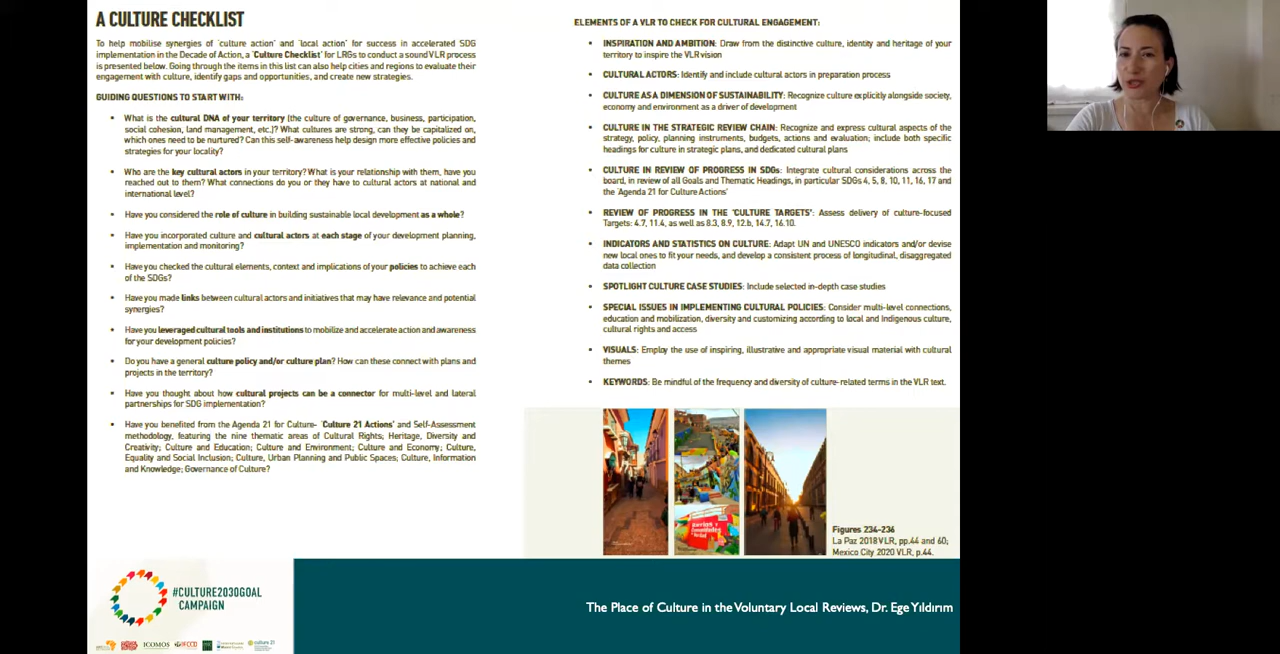 A CULTURE CHECKLIST
To help mobilise synergies of 'culture action' and 'local action' for success in accelerated SDG
implementation in the Decade of Action, a 'Culture Checklist' for LRGs to conduct a sound VLR process
is presented below. Going through the items in this list can also help cities and regions to evaluate their
engagement with culture, identify gaps and opportunities, and create new strategies.
GUIDING QUESTIONS TO START WITH:
• What is the cultural DNA of your territory (the culture of governance, business, participation,
social cohesion, land management, etc.)? What cultures are strong, can they be capitalized on,
which ones need to be nurtured? Can this self-awareness help design more effective policies and
strategies for your locality?
• Who are the key cultural actors in your territory? What is your relationship with them, have you
reached out to them? What connections do you or they have to cultural actors at national and
international level?
• Have you considered the role of culture in building sustainable local development as a whole?
• Have you incorporated culture and cultural actors at each stage of your development planning,
implementation and monitoring?
• Have you checked the cultural elements, context and implications of your policies to achieve each
of the SDGs?
• Have you made links between cultural actors and initiatives that may have relevance and potential
synergies?
• Have you leveraged cultural tools and institutions to mobilize and accelerate action and awareness
for your development policies?
• Do you have a general culture policy and/or culture plan? How can these connect with plans and
projects in the territory?
• Have you thought about how cultural projects can be a connector for multi-level and lateral
partnerships for SDG implementation?
• Have you benefited from the Agenda 21 for Culture- 'Culture 21 Actions' and Self-Assessment
methodology, featuring the nine thematic areas of Cultural Rights; Heritage, Diversity and
Creativity; Culture and Education; Culture and Environment; Culture and Economy; Culture,
Equality and Social Inclusion; Culture, Urban Planning and Public Spaces; Culture, Information
and Knowledge; Governance of Culture?
ELEMENTS OF A VLR TO CHECK FOR CULTURAL ENGAGEMENT:
• INSPIRATION AND AMBITION: Draw from the distinctive culture, identity and heritage of your
territory to inspire the VLR vision
• CULTURAL ACTORS: Identify and include cultural actors in preparation process
• CULTURE AS A DIMENSION OF SUSTAINABILITY: Recognize culture explicitly alongside society,
economy and environment as a driver of development
• CULTURE IN THE STRATEGIC REVIEW CHAIN: Recognize and express cultural aspects of the
strategy, policy, planning instruments, budgets, actions and evaluation; include both specific
headings for culture in strategic plans, and dedicated cultural plans
• CULTURE IN REVIEW OF PROGRESS IN SDGs: Integrate cultural considerations across the
board, in review of all Goals and Thematic Headings, in particular SDGs 4, 5, 8, 10, 11, 16, 17 and
the 'Agenda 21 for Culture Actions'
• REVIEW OF PROGRESS IN THE 'CULTURE TARGETS': Assess delivery of culture-focused
Targets: 4.7, 11.4, as well as 8.3, 8.9, 12.b, 14.7, 16.10.
• INDICATORS AND STATISTICS ON CULTURE: Adapt UN and UNESCO indicators and/or devise
new local ones to fit your needs, and develop a consistent process of longitudinal, disaggregated
data collection
• SPOTLIGHT CULTURE CASE STUDIES: Include selected in-depth case studies
• SPECIAL ISSUES IN IMPLEMENTING CULTURAL POLICIES: Consider multi-level connections,
education and mobilization, diversity and customizing according to local and Indigenous culture,
cultural rights and access
• VISUALS: Employ the use of inspiring, illustrative and appropriate visual material with cultural
themes
• KEYWORDS: Be mindful of the frequency and diversity of culture-related terms in the VLR text.
Figures 234-236
La Paz 2018 VLR, pp.44 and 60;
Mexico City 2020 VLR, p.44.
#CULTURE2030GOAL
CAMPAIGN
ICOMOS
IFCCD
culture 21
The Place of Culture in the Voluntary Local Reviews, Dr. Ege Yıldırım